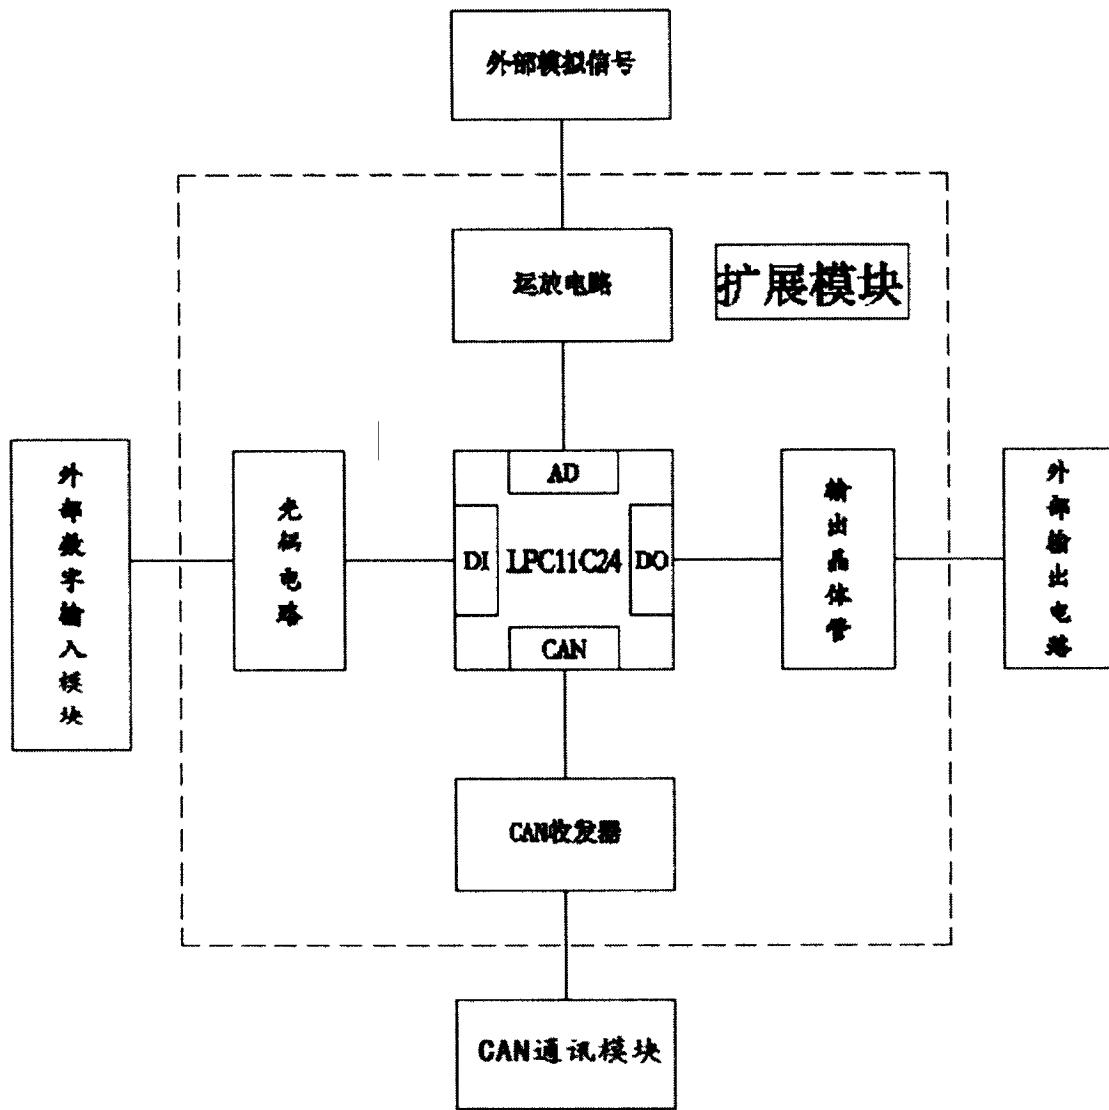 外部模拟信号
运放电路
扩展模块
外部数字输入模块
光耦电路
AD
DI
LPC11C24
DO
CAN
输出晶体管
外部输出电路
CAN收发器
CAN通讯模块